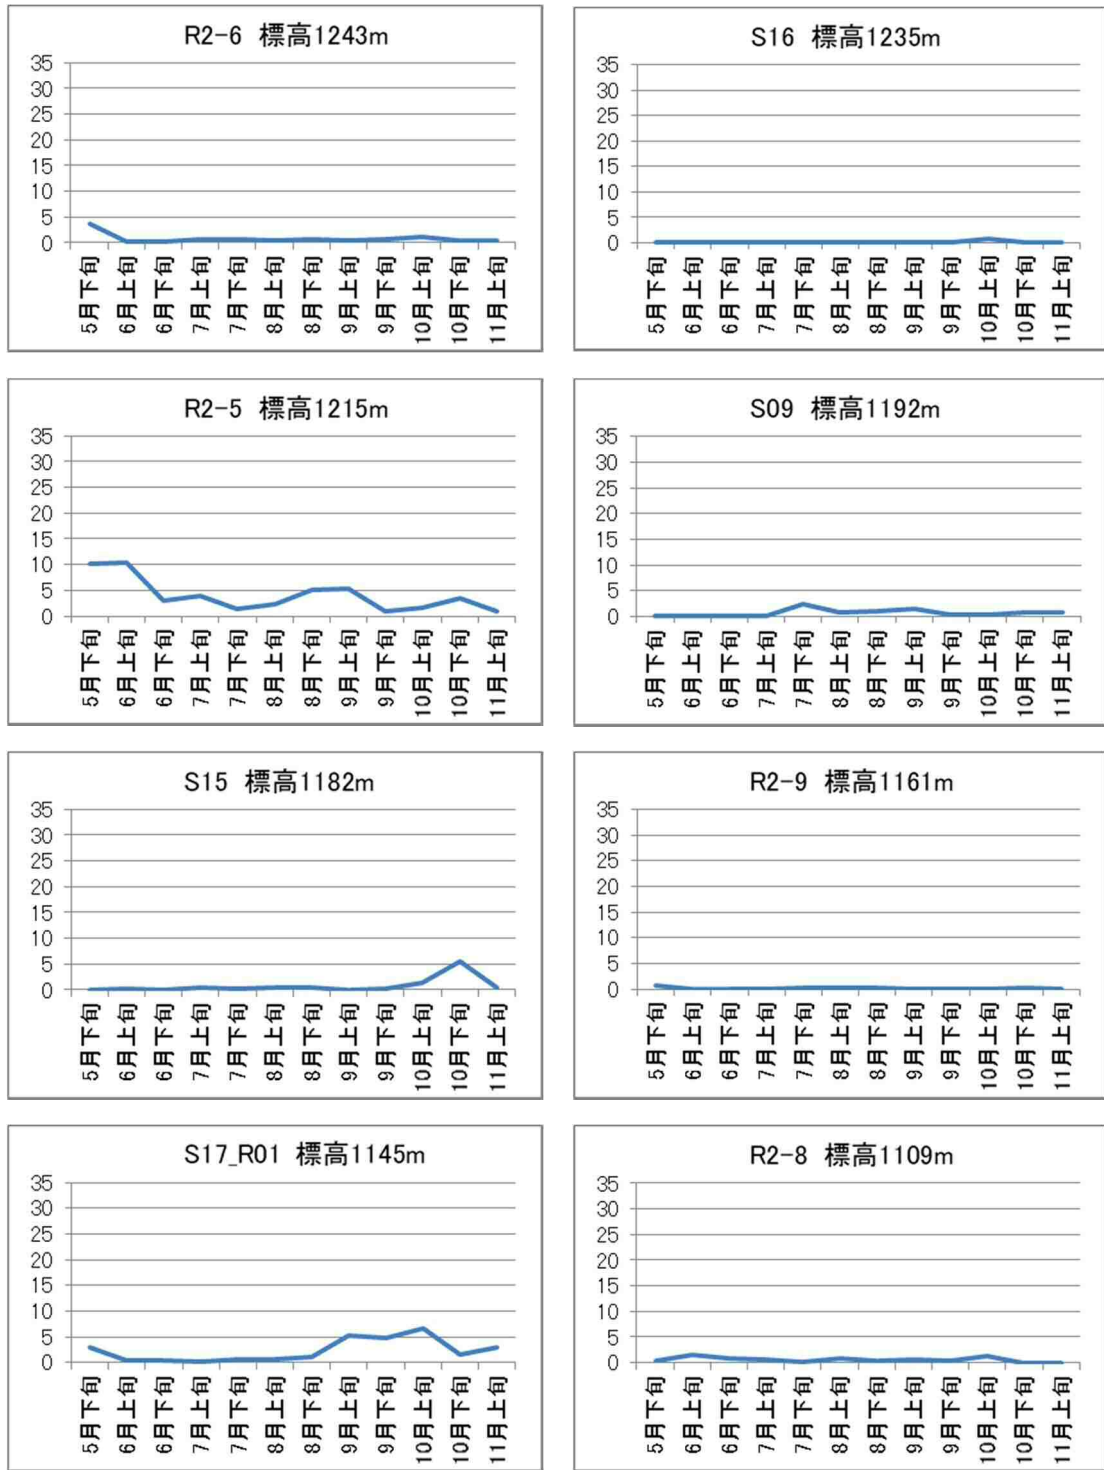 R2-6 標高1243m
35
30
25
20
15
10
5
0
5月下旬
6月上旬
6月下旬
7月上旬
7月下旬
8月上旬
8月下旬
9月上旬
9月下旬
10月上旬
10月下旬
11月上旬
S16 標高1235m
35
30
25
20
15
10
5
0
5月下旬
6月上旬
6月下旬
7月上旬
7月下旬
8月上旬
8月下旬
9月上旬
9月下旬
10月上旬
10月下旬
11月上旬
R2-5 標高1215m
35
30
25
20
15
10
5
0
5月下旬
6月上旬
6月下旬
7月上旬
7月下旬
8月上旬
8月下旬
9月上旬
9月下旬
10月上旬
10月下旬
11月上旬
S09 標高1192m
35
30
25
20
15
10
5
0
5月下旬
6月上旬
6月下旬
7月上旬
7月下旬
8月上旬
8月下旬
9月上旬
9月下旬
10月上旬
10月下旬
11月上旬
S15 標高1182m
35
30
25
20
15
10
5
0
5月下旬
6月上旬
6月下旬
7月上旬
7月下旬
8月上旬
8月下旬
9月上旬
9月下旬
10月上旬
10月下旬
11月上旬
R2-9 標高1161m
35
30
25
20
15
10
5
0
5月下旬
6月上旬
6月下旬
7月上旬
7月下旬
8月上旬
8月下旬
9月上旬
9月下旬
10月上旬
10月下旬
11月上旬
S17_R01 標高1145m
35
30
25
20
15
10
5
0
5月下旬
6月上旬
6月下旬
7月上旬
7月下旬
8月上旬
8月下旬
9月上旬
9月下旬
10月上旬
10月下旬
11月上旬
R2-8 標高1109m
35
30
25
20
15
10
5
0
5月下旬
6月上旬
6月下旬
7月上旬
7月下旬
8月上旬
8月下旬
9月上旬
9月下旬
10月上旬
10月下旬
11月上旬